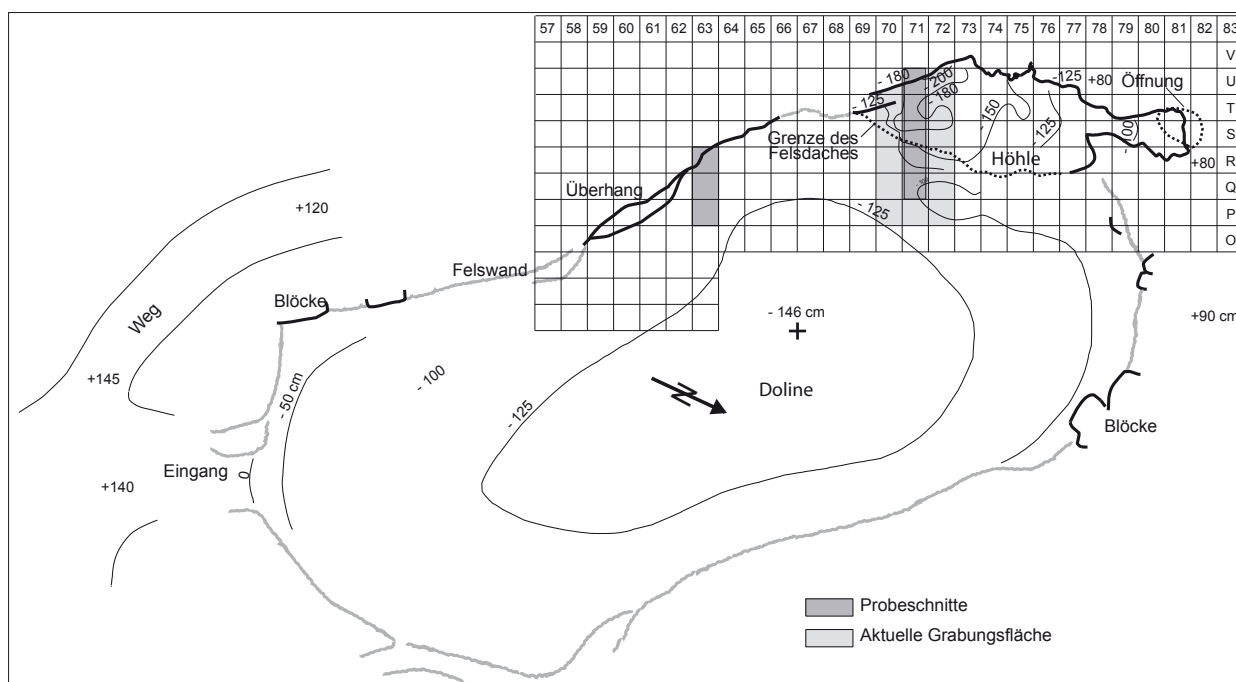 57 58 59 60 61 62 63 64 65 66 67 68 69 70 71 72 73 74 75 76 77 78 79 80 81 82 83
V
U
T
S
R
Q
P
O
- 180
- 200
- 180
- 125
- 150
- 125
- 125
+80
Öffnung
- 100
+80
Grenze des
Felsdaches
Höhle
Überhang
- 125
+120
Felswand
Blöcke
Weg
- 146 cm
+90 cm
+145
- 50 cm
- 100
- 125
N
Doline
Blöcke
Eingang
0
+140
Probeschnitte
Aktuelle Grabungsfläche